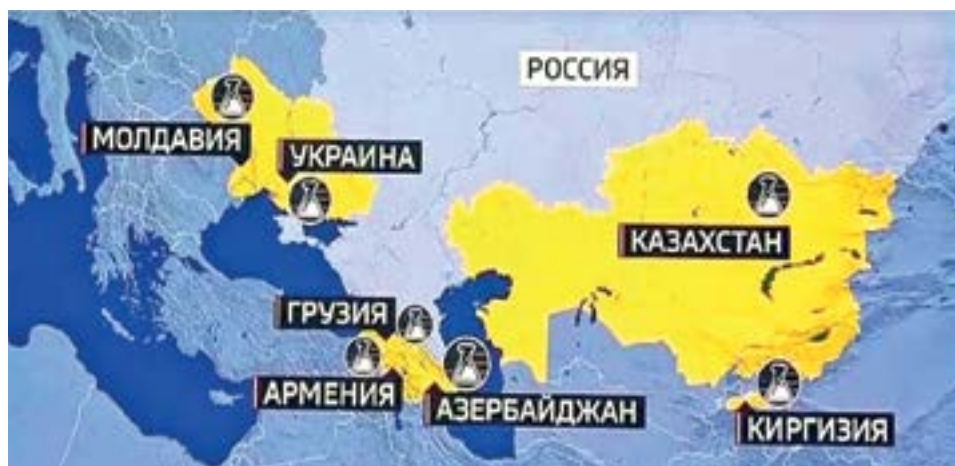 РОССИЯ
МОЛДАВИЯ
УКРАИНА
КАЗАХСТАН
ГРУЗИЯ
АРМЕНИЯ
АЗЕРБАЙДЖАН
КИРГИЗИЯ